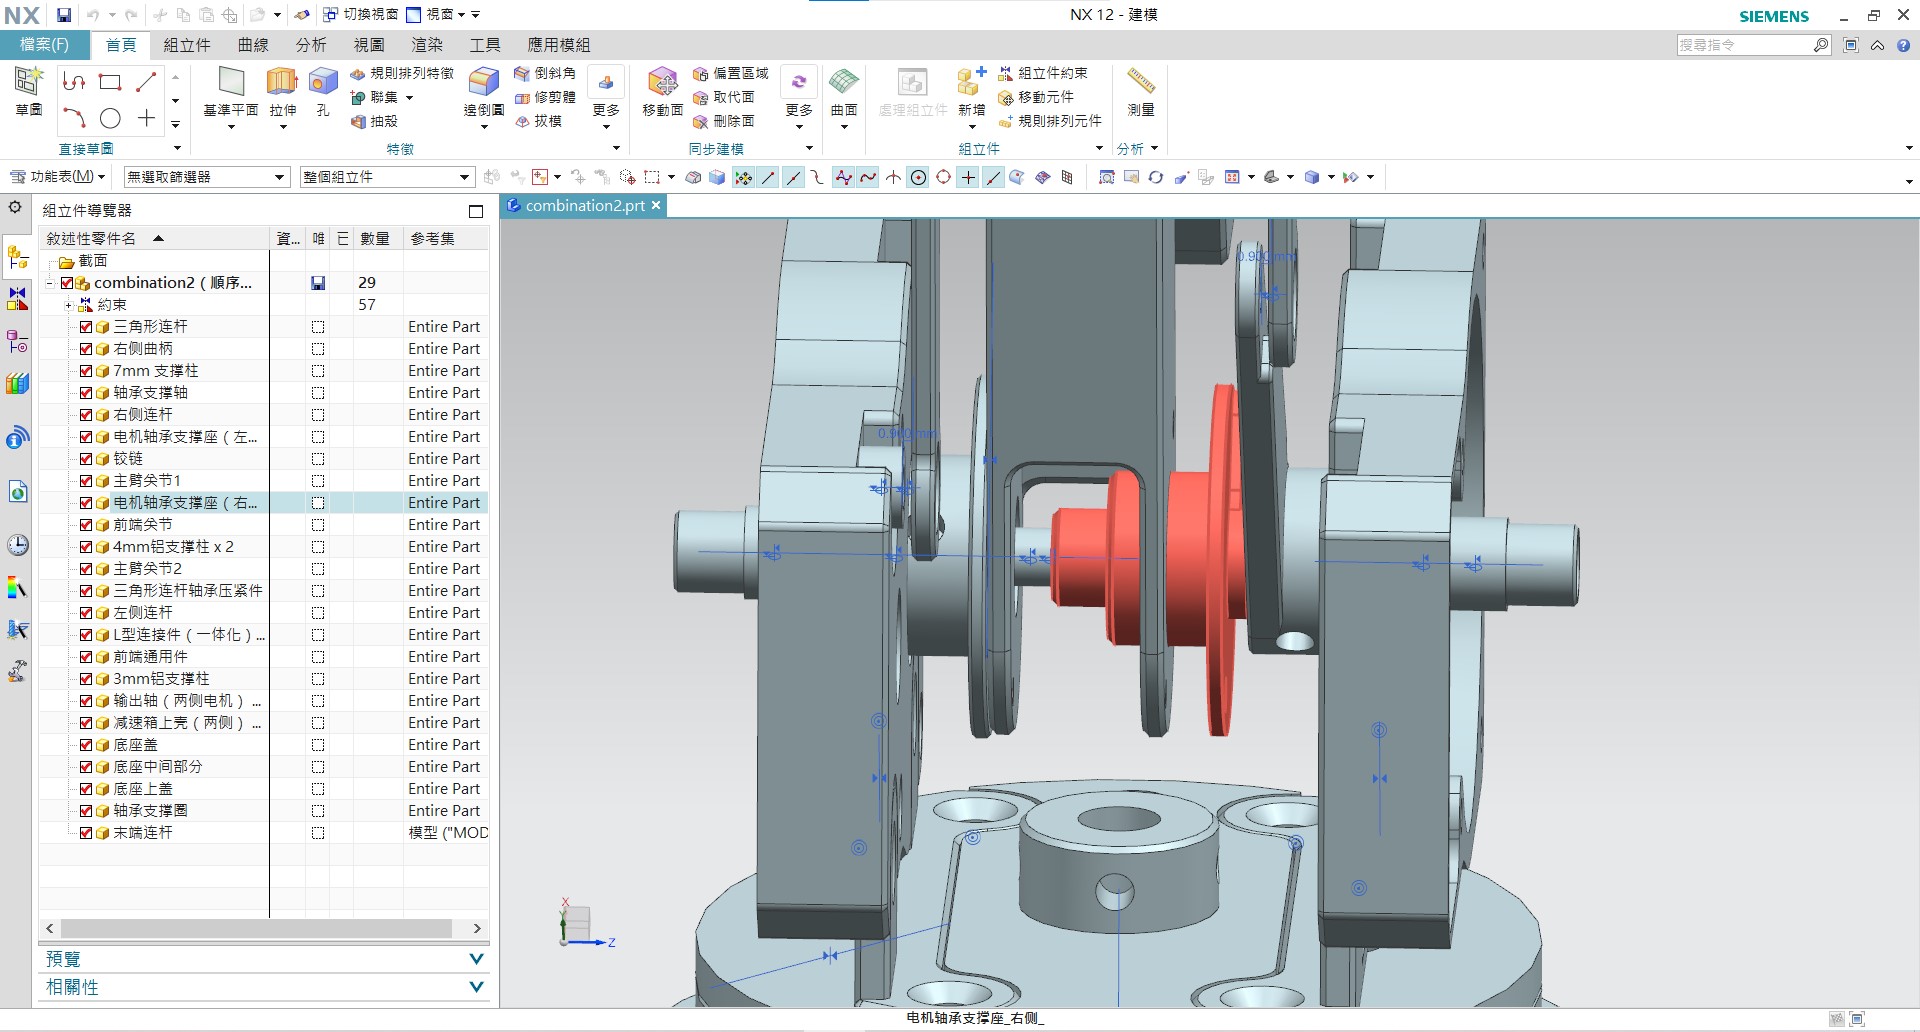 NX
切換視窗
視窗
NX 12 - 建模
SIEMENS
檔案(F)
首頁
組立件
曲線
分析
視圖
渲染
工具
應用模組
搜尋指令
草圖
基準平面
拉伸
孔
規則排列特徵
聯集
抽殼
邊倒圓
倒斜角
修剪體
拔模
更多
移動面
偏置區域
取代面
刪除面
更多
曲面
處理組立件
新增
組立件約束
移動元件
規則排列元件
測量
直接草圖
特徵
同步建模
組立件
分析
功能表(M)
無選取篩選器
整個組立件
組立件導覽器
combination2.prt
敘述性零件名
資...
唯
已
數量
參考集
截面
combination2 ( 順序... 29
約束 57
三角形连杆 Entire Part
右侧曲柄 Entire Part
7mm 支撑柱 Entire Part
轴承支撑轴 Entire Part
右侧连杆 Entire Part
电机轴承支撑座 ( 左... Entire Part
铰链 Entire Part
主臂关节1 Entire Part
电机轴承支撑座 ( 右... Entire Part
前端关节 Entire Part
4mm铝支撑柱 x 2 Entire Part
主臂关节2 Entire Part
三角形连杆轴承压紧件 Entire Part
左侧连杆 Entire Part
L型连接件 ( 一体化 ) ... Entire Part
前端通用件 Entire Part
3mm铝支撑柱 Entire Part
输出轴 ( 两侧电机 ) ... Entire Part
减速箱上壳 ( 两侧 ) ... Entire Part
底座盖 Entire Part
底座中间部分 Entire Part
底座上盖 Entire Part
轴承支撑圈 Entire Part
末端连杆 模型 ("MOD
預覽
相關性
0.900 mm
0.900 mm
X
Y
Z
电机轴承支撑座_右侧_